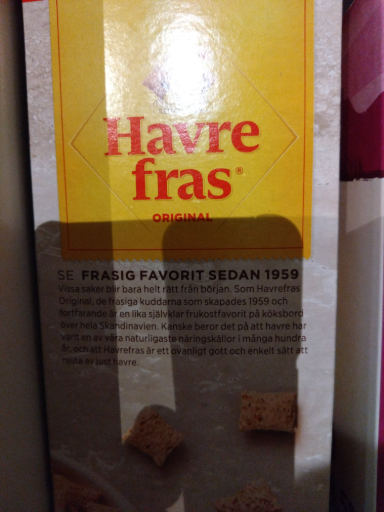 Havre
fras®
ORIGINAL
SE FRASIG FAVORIT SEDAN 1959
Vissa saker blir bara helt rätt från början. Som Havrefras
Original, de frasiga kuddarna som skapades 1959 och
fortfarande är en lika självklar frukostfavorit på köksbord
över hela Skandinavien. Kanske beror det på att havre har
varit en av våra naturligaste näringskällor i många hundra
år, och att Havrefras är ett ovanligt gott och enkelt sätt att
äta just havre.